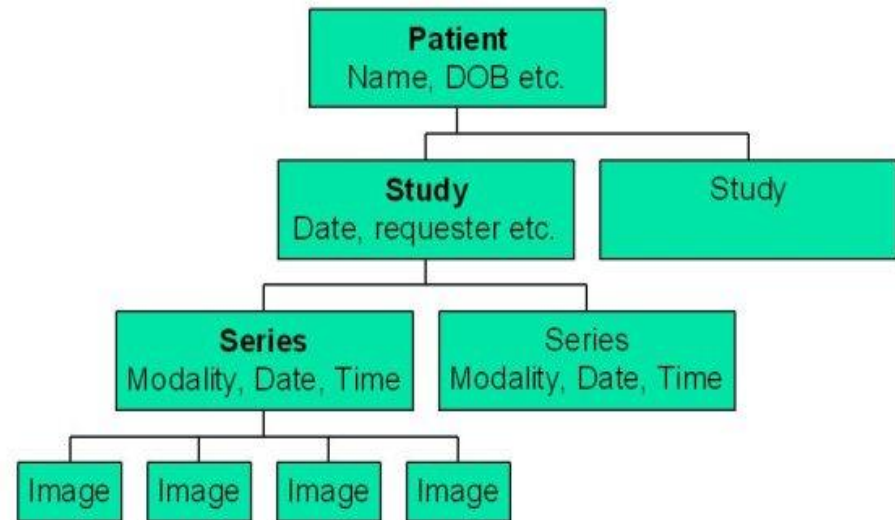 Patient
Name, DOB etc.
Study
Date, requester etc.
Study
Series
Modality, Date, Time
Series
Modality, Date, Time
Image
Image
Image
Image